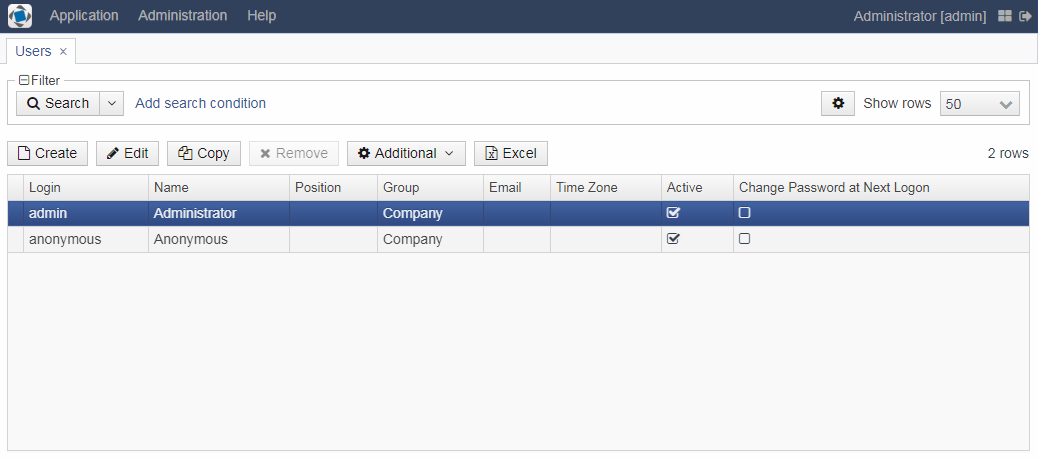 Application Administration Help Administrator [admin]
Users ×
Filter
Search Add search condition Show rows 50
Create Edit Copy Remove Additional Excel 2 rows
Login Name Position Group Email Time Zone Active Change Password at Next Logon
admin Administrator Company
anonymous Anonymous Company